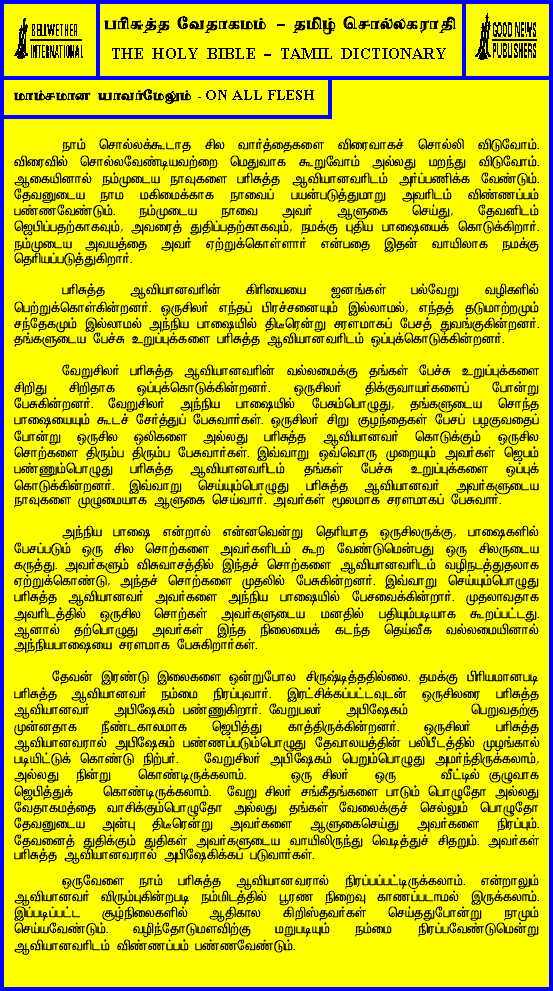 BELLWETHER
INTERNATIONAL
பரிசுத்த வேதாகமம் – தமிழ் சொல்லகராதி
THE HOLY BIBLE – TAMIL DICTIONARY
GOOD NEWS
PUBLISHERS
மாம்சமான யாவர்மேலும் - ON ALL FLESH
நாம் சொல்லக்கூடாத சில வார்த்தைகளை விரைவாகச் சொல்லி விடுவோம்.
விரைவில் சொல்லவேண்டியவற்றை மெதுவாக கூறுவோம் அல்லது மறந்து விடுவோம்.
ஆகையினால் நம்முடைய நாவுகளை பரிசுத்த ஆவியானவரிடம் அர்ப்பணிக்க வேண்டும்.
தேவனுடைய நாம மகிமைக்காக நாவைப் பயன்படுத்துமாறு அவரிடம் விண்ணப்பம்
பண்ணவேண்டும். நம்முடைய நாவை அவர் ஆளுகை செய்து, தேவனிடம்
ஜெபிப்பதற்காகவும், அவரைத் துதிப்பதற்காகவும், நமக்கு புதிய பாஷையைக் கொடுக்கிறார்.
நம்முடைய அவயத்தை அவர் ஏற்றுக்கொள்ளார் என்பதை இதன் வாயிலாக நமக்கு
தெரியப்படுத்துகிறார்.
பரிசுத்த ஆவியானவரின் கிரியையை ஜனங்கள் பல்வேறு வழிகளில்
பெற்றுக்கொள்கின்றனர். ஒருசிலர் எந்தப் பிரச்சனையும் இல்லாமல், எந்தத் தடுமாற்றமும்
சந்தேகமும் இல்லாமல் அந்நிய பாஷையில் திடீரென்று சரளமாகப் பேசத் துவங்குகின்றனர்.
தங்களுடைய பேச்சு உறுப்புக்களை பரிசுத்த ஆவியானவரிடம் ஒப்புக்கொடுக்கின்றனர்.
வேறுசிலர் பரிசுத்த ஆவியானவரின் வல்லமைக்கு தங்கள் பேச்சு உறுப்புக்களை
சிறிது சிறிதாக ஒப்புக்கொடுக்கின்றனர். ஒருசிலர் திக்குவாயர்களைப் போன்று
பேசுகின்றனர். வேறுசிலர் அந்நிய பாஷையில் பேசும்பொழுது, தங்களுடைய சொந்த
பாஷையையும் கூடச் சேர்த்துப் பேசுவார்கள். ஒருசிலர் சிறு குழந்தைகள் பேசப் பழகுவதைப்
போன்று ஒருசில ஒலிகளை அல்லது பரிசுத்த ஆவியானவர் கொடுக்கும் ஒருசில
சொற்களை திரும்ப திரும்ப பேசுவார்கள். இவ்வாறு ஒவ்வொரு முறையும் அவர்கள் ஜெபம்
பண்ணும்பொழுது பரிசுத்த ஆவியானவரிடம் தங்கள் பேச்சு உறுப்புக்களை ஒப்புக்
கொடுக்கின்றனர். இவ்வாறு செய்யும்பொழுது பரிசுத்த ஆவியானவர் அவர்களுடைய
நாவுகளை முழுமையாக ஆளுகை செய்வார். அவர்கள் மூலமாக சரளமாகப் பேசுவார்.
அந்நிய பாஷை என்றால் என்னவென்று தெரியாத ஒருசிலருக்கு, பாஷைகளில்
பேசப்படும் ஒரு சில சொற்களை அவர்களிடம் கூற வேண்டுமென்பது ஒரு சிலருடைய
கருத்து. அவர்களும் விசுவாசத்தில் இந்தச் சொற்களை ஆவியானவரிடம் வழிநடத்துதலாக
ஏற்றுக்கொண்டு, அந்தச் சொற்களை முதலில் பேசுகின்றனர். இவ்வாறு செய்யும்பொழுது
பரிசுத்த ஆவியானவர் அவர்களை அந்நிய பாஷையில் பேசவைக்கின்றார். முதலாவதாக
அவரிடத்தில் ஒருசில சொற்கள் அவர்களுடைய மனதில் பதியும்படியாக கூறப்பட்டது.
ஆனால் தற்பொழுது அவர்கள் இந்த நிலையைக் கடந்த தெய்வீக வல்லமையினால்
அந்நியபாஷையை சரளமாக பேசுகிறார்கள்.
தேவன் இரண்டு இலைகளை ஒன்றுபோல சிருஷ்டித்ததில்லை. தமக்கு பிரியமானபடி
பரிசுத்த ஆவியானவர் நம்மை நிரப்புவார். இரட்சிக்கப்பட்டவுடன் ஒருசிலரை பரிசுத்த
ஆவியானவர் அபிஷேகம் பண்ணுகிறார். வேறுபலர் அபிஷேகம் பெறுவதற்கு
முன்னதாக நீண்டகாலமாக ஜெபித்து காத்திருக்கின்றனர். ஒருசிலர் பரிசுத்த
ஆவியானவரால் அபிஷேகம் பண்ணப்படும்பொழுது தேவாலயத்தின் பலிபீடத்தில் முழங்கால்
படியிட்டுக் கொண்டு நிற்பர். வேறுசிலர் அபிஷேகம் பெறும்பொழுது அமர்ந்திருக்கலாம்,
அல்லது நின்று கொண்டிருக்கலாம். ஒரு சிலர் ஒரு வீட்டில் குழுவாக
ஜெபித்துக் கொண்டிருக்கலாம். வேறு சிலர் சங்கீதங்களை பாடும் பொழுதோ அல்லது
வேதாகமத்தை வாசிக்கும்பொழுதோ அல்லது தங்கள் வேலைக்குச் செல்லும் பொழுதோ
தேவனுடைய அன்பு திடீரென்று அவர்களை ஆளுகைசெய்து அவர்களை நிரப்பும்.
தேவனைத் துதிக்கும் துதிகள் அவர்களுடைய வாயிலிருந்து வெடித்துச் சிதறும். அவர்கள்
பரிசுத்த ஆவியானவரால் அபிஷேகிக்கப் படுவார்கள்.
ஒருவேளை நாம் பரிசுத்த ஆவியானவரால் நிரப்பப்பட்டிருக்கலாம். என்றாலும்
ஆவியானவர் விரும்புகின்றபடி நம்மிடத்தில் பூரண நிறைவு காணப்படாமல் இருக்கலாம்.
இப்படிப்பட்ட சூழ்நிலைகளில் ஆதிகால கிறிஸ்தவர்கள் செய்ததுபோன்று நாமும்
செய்யவேண்டும். வழிந்தோடுமளவிற்கு மறுபடியும் நம்மை நிரப்பவேண்டுமென்று
ஆவியானவரிடம் விண்ணப்பம் பண்ணவேண்டும்.